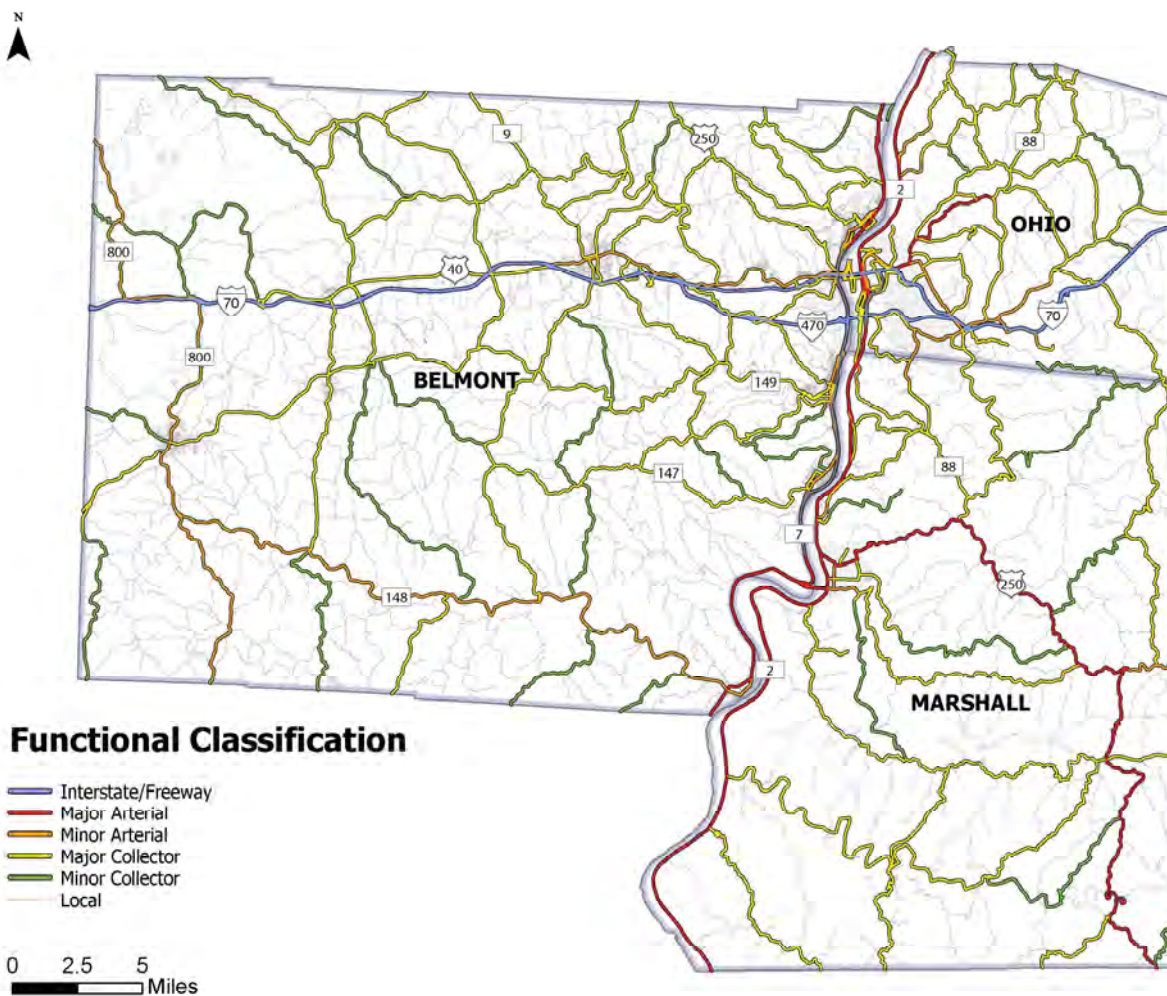 N
9
250
88
2
OHIO
800
40
70
70
470
800
BELMONT
149
88
147
7
250
148
2
MARSHALL
Functional Classification
Interstate/Freeway
Major Arterial
Minor Arterial
Major Collector
Minor Collector
Local
0 2.5 5
Miles